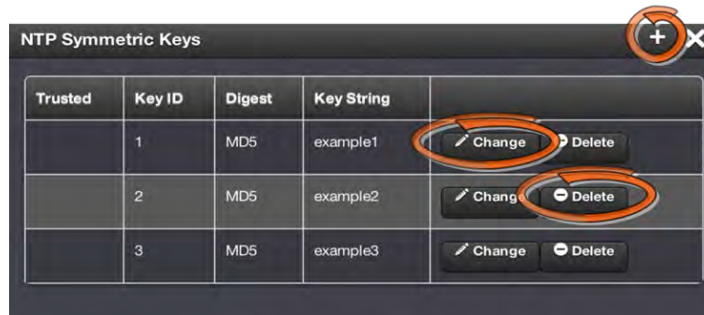 NTP Symmetric Keys
Trusted Key ID Digest Key String
1 MD5 example1 Change Delete
2 MD5 example2 Chang Delete
3 MD5 example3 Change Delete